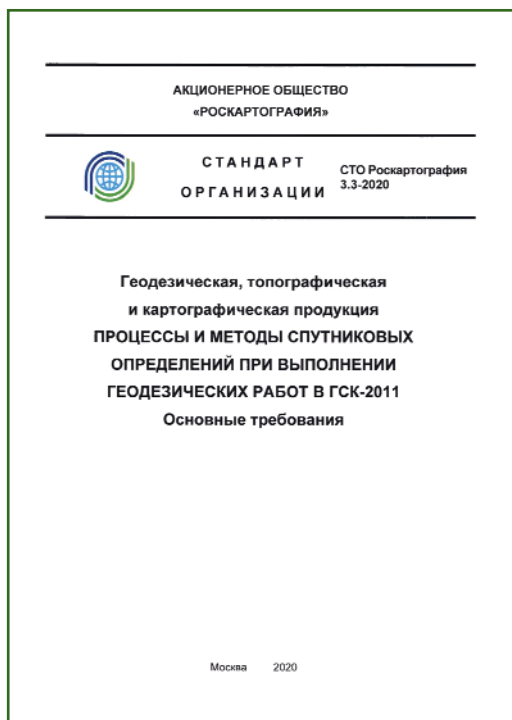 АКЦИОНЕРНОЕ ОБЩЕСТВО
«РОСКАРТОГРАФИЯ»
СТАНДАРТ
ОРГАНИЗАЦИИ
СТО Роскартография
3.3-2020
Геодезическая, топографическая
и картографическая продукция
ПРОЦЕССЫ И МЕТОДЫ СПУТНИКОВЫХ
ОПРЕДЕЛЕНИЙ ПРИ ВЫПОЛНЕНИИ
ГЕОДЕЗИЧЕСКИХ РАБОТ В ГСК-2011
Основные требования
Москва 2020